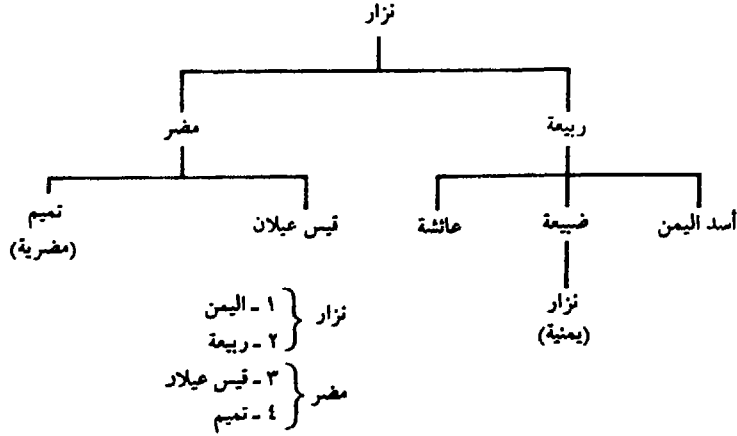 نزار
ربيعة مضر
أسد اليمن ضبيعة عائشة قيس عيلان تميم
(مضرية)
نزار
(يمنية)
نزار
١ - اليمن
٢ - ربيعة
مضر
٣ - قيس عيلار
٤ - تميم